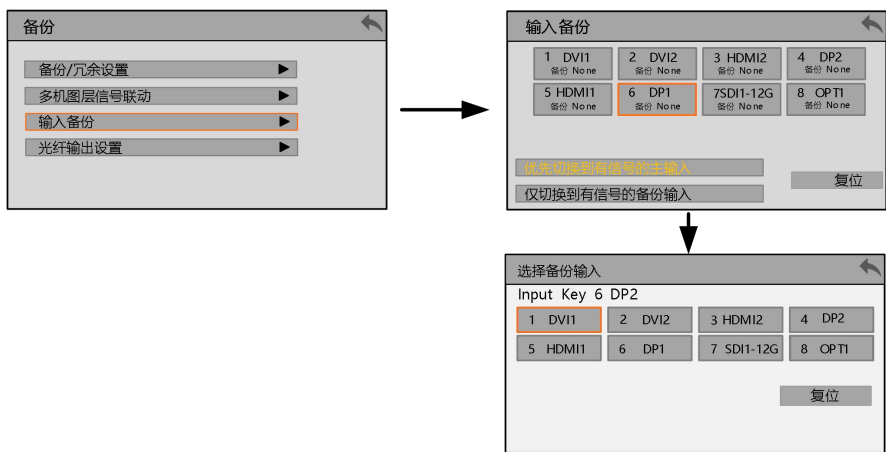 备份
备份/冗余设置
多机图层信号联动
输入备份
光纤输出设置
输入备份
1 DVI1
备份 None
2 DVI2
备份 None
3 HDMI2
备份 None
4 DP2
备份 None
5 HDMI1
备份 None
6 DP1
备份 None
7SDI1-12G
备份 None
8 OPT1
备份 None
优先切换到有信号的主输入
仅切换到有信号的备份输入
复位
选择备份输入
Input Key 6 DP2
1 DVI1
2 DVI2
3 HDMI2
4 DP2
5 HDMI1
6 DP1
7 SDI1-12G
8 OPT1
复位